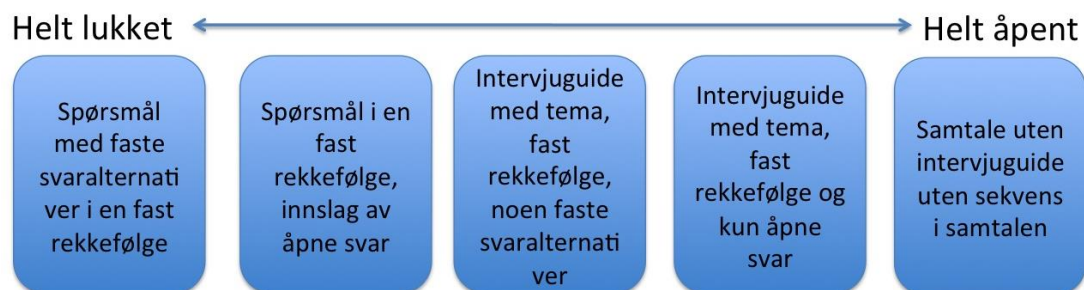 Helt lukket
Helt åpent
Spørsmål
med faste
svaralternati
ver i en fast
rekkefølge
Spørsmål i en
fast
rekkefølge,
innslag av
åpne svar
Intervjuguide
med tema,
fast
rekkefølge,
noen faste
svaralternati
ver
Intervjuguide
med tema,
fast
rekkefølge og
kun åpne
svar
Samtale uten
intervjuguide
uten sekvens
i samtalen